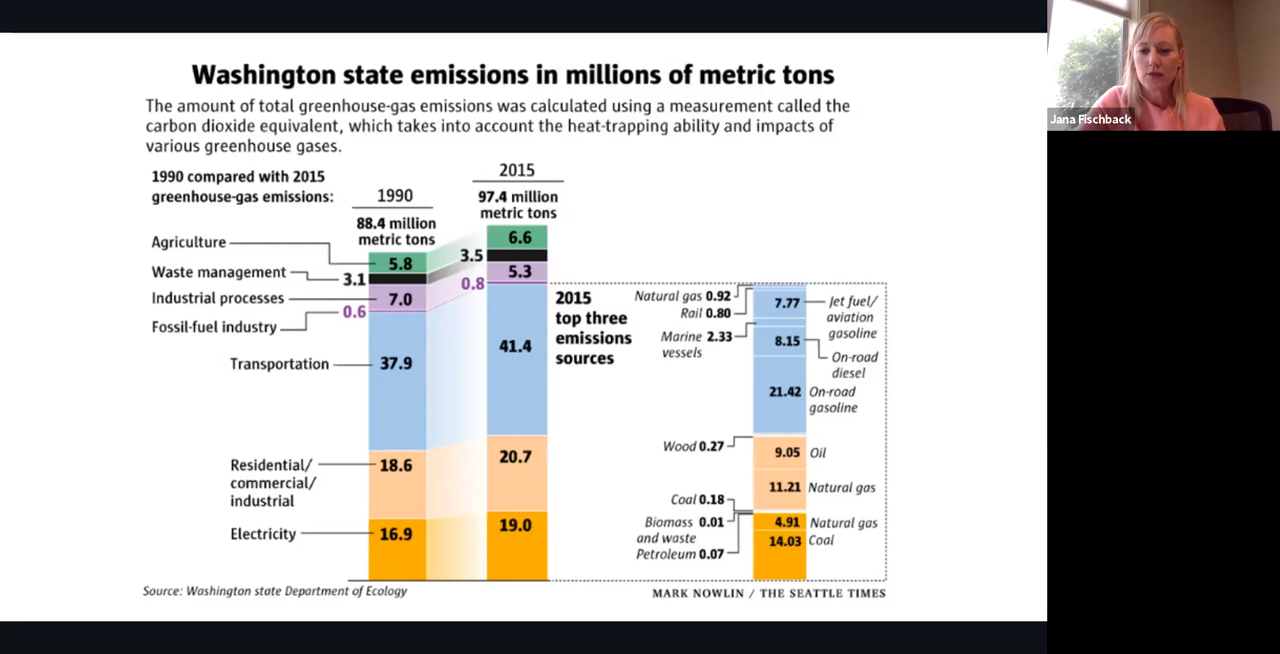 Washington state emissions in millions of metric tons
The amount of total greenhouse-gas emissions was calculated using a measurement called the
carbon dioxide equivalent, which takes into account the heat-trapping ability and impacts of
various greenhouse gases.
1990 compared with 2015
greenhouse-gas emissions:
1990
88.4 million
metric tons
2015
97.4 million
metric tons
Agriculture
5.8
6.6
Waste management
3.1
3.5
Industrial processes
7.0
5.3
Fossil-fuel industry
0.6
0.8
Transportation
37.9
41.4
Residential/
commercial/
industrial
18.6
20.7
Electricity
16.9
19.0
2015
top three
emissions
sources
Natural gas 0.92
Rail 0.80
Marine 2.33
vessels
7.77
Jet fuel/
aviation
gasoline
8.15
On-road
diesel
21.42 On-road
gasoline
Wood 0.27
9.05 Oil
11.21 Natural gas
Coal 0.18
Biomass 0.01
and waste
Petroleum 0.07
4.91 Natural gas
14.03 Coal
Source: Washington state Department of Ecology
MARK NOWLIN / THE SEATTLE TIMES
Jana Fischback